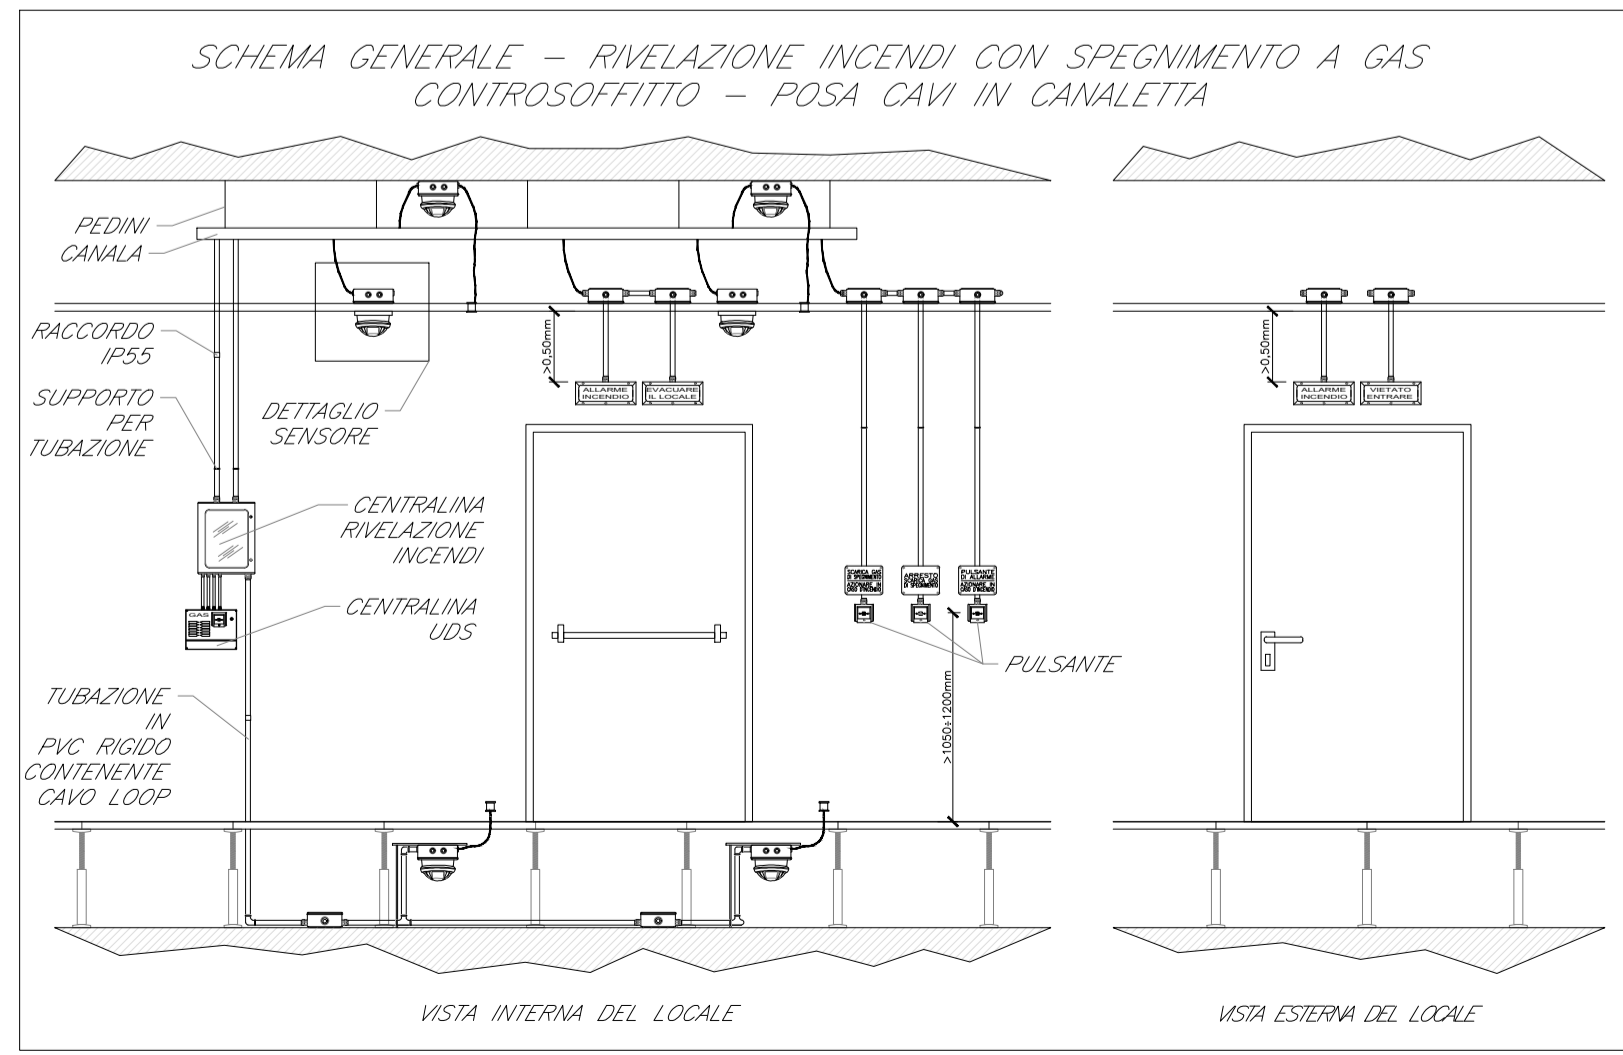 SCHEMA GENERALE – RIVELAZIONE INCENDI CON SPEGNIMENTO A GAS
CONTROSOFFITTO – POSA CAVI IN CANALETTA
PEDINI
CANALA
RACCORDO
IP55
SUPPORTO
PER
TUBAZIONE
DETTAGLIO
SENSORE
CENTRALINA
RIVELAZIONE
INCENDI
CENTRALINA
UDS
GAS
TUBAZIONE
IN
PVC RIGIDO
CONTENENTE
CAVO LOOP
>0,50mm
ALLARME
INCENDIO
EVACUARE
IL LOCALE
SCARICA GAS
DI SPEGNIMENTO
AZIONARE IN
CASO D'INCENDIO
ARRESTO
SCARICA GAS
DI SPEGNIMENTO
PULSANTE
DI ALLARME
AZIONARE IN
CASO D'INCENDIO
PULSANTE
>1050÷1200mm
VISTA INTERNA DEL LOCALE
>0,50mm
ALLARME
INCENDIO
VIETATO
ENTRARE
VISTA ESTERNA DEL LOCALE